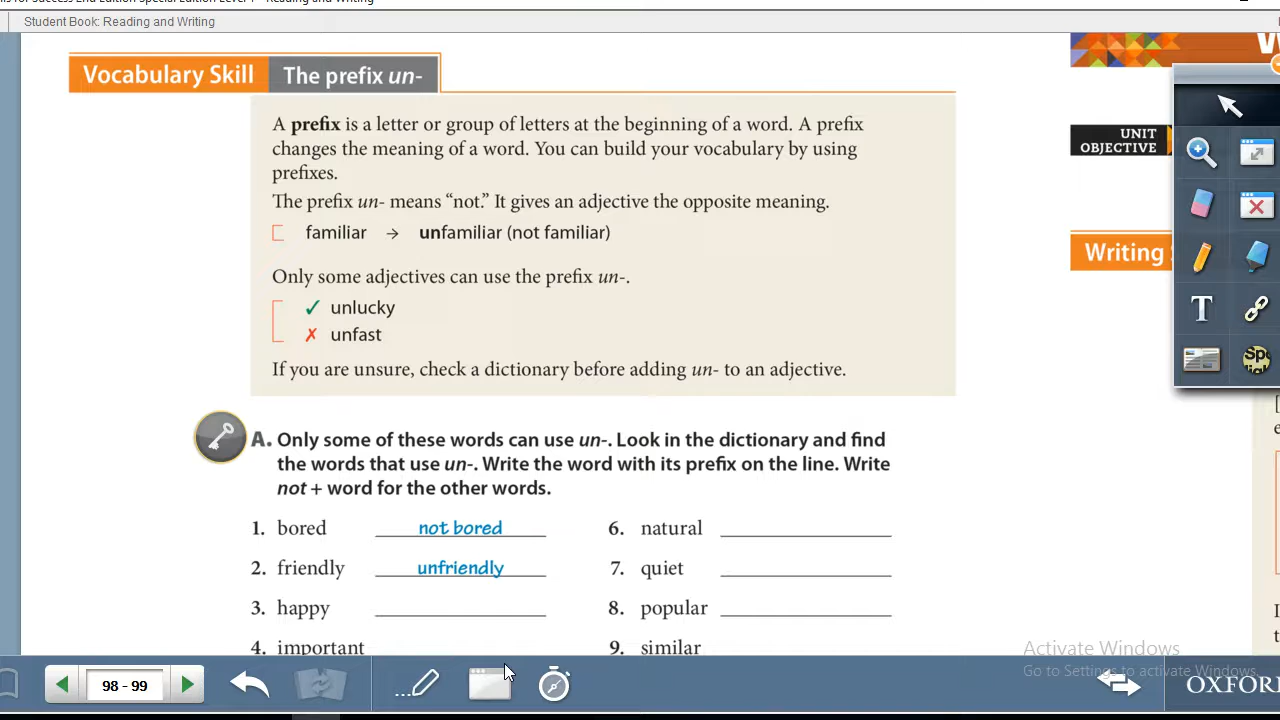 Student Book: Reading and Writing
Vocabulary Skill The prefix un-
A prefix is a letter or group of letters at the beginning of a word. A prefix
changes the meaning of a word. You can build your vocabulary by using
prefixes.
The prefix un- means “not.” It gives an adjective the opposite meaning.
familiar → unfamiliar (not familiar)
Only some adjectives can use the prefix un-.
✓ unlucky
✗ unfast
If you are unsure, check a dictionary before adding un- to an adjective.
A. Only some of these words can use un-. Look in the dictionary and find
the words that use un-. Write the word with its prefix on the line. Write
not + word for the other words.
1. bored not bored
2. friendly unfriendly
3. happy
4. important
6. natural
7. quiet
8. popular
9. similar
UNIT
OBJECTIVE
Writing
T
Activate Windows
Go to Settings to activate Windows.
98 - 99
OXFOR